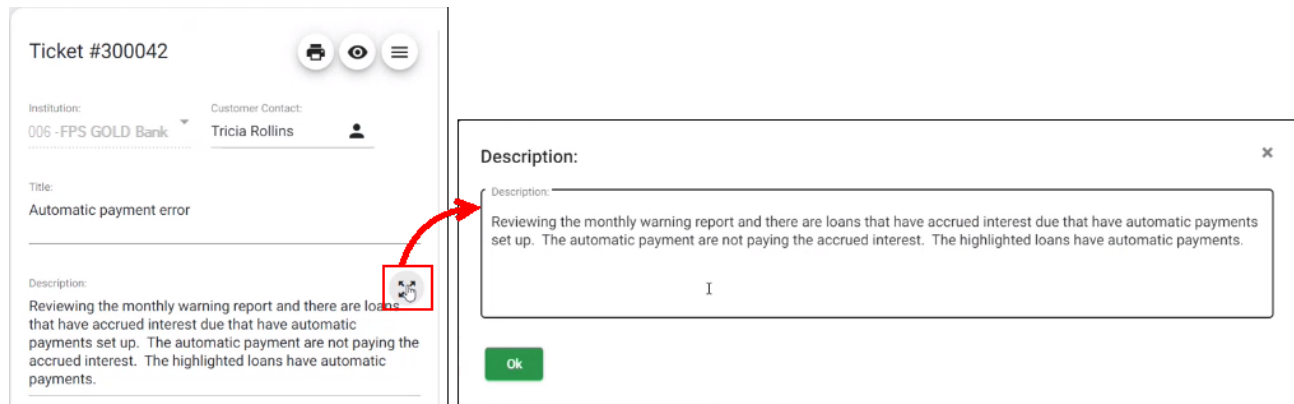 Ticket #300042
Institution:
Customer Contact:
006 -FPS GOLD Bank
Tricia Rollins
Title:
Automatic payment error
Description:
Reviewing the monthly warning report and there are loans
that have accrued interest due that have automatic
payments set up.  The automatic payment are not paying the
accrued interest.  The highlighted loans have automatic
payments.
Description:
×
Description:
Reviewing the monthly warning report and there are loans that have accrued interest due that have automatic payments
set up.  The automatic payment are not paying the accrued interest.  The highlighted loans have automatic payments.
Ok